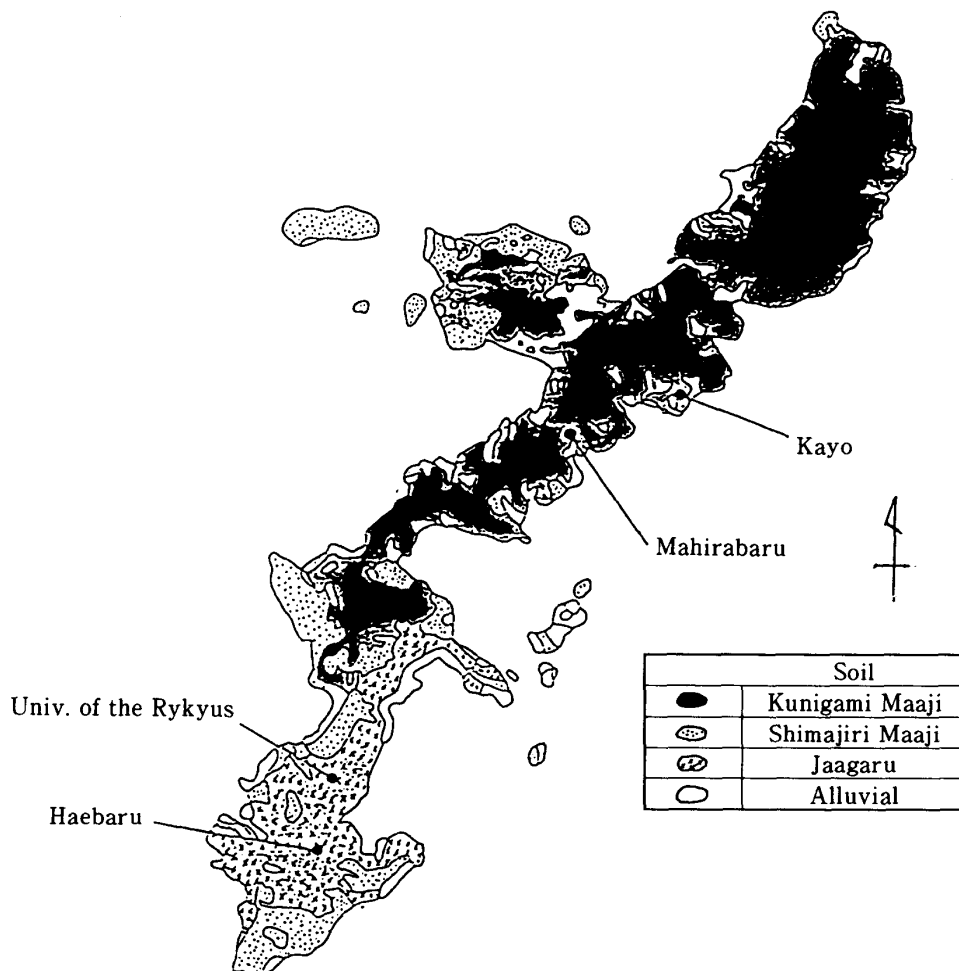 Kayo
Mahirabaru
Univ. of the Rykyus
Haebaru
Soil
Kunigami Maaji
Shimajiri Maaji
Jaagaru
Alluvial